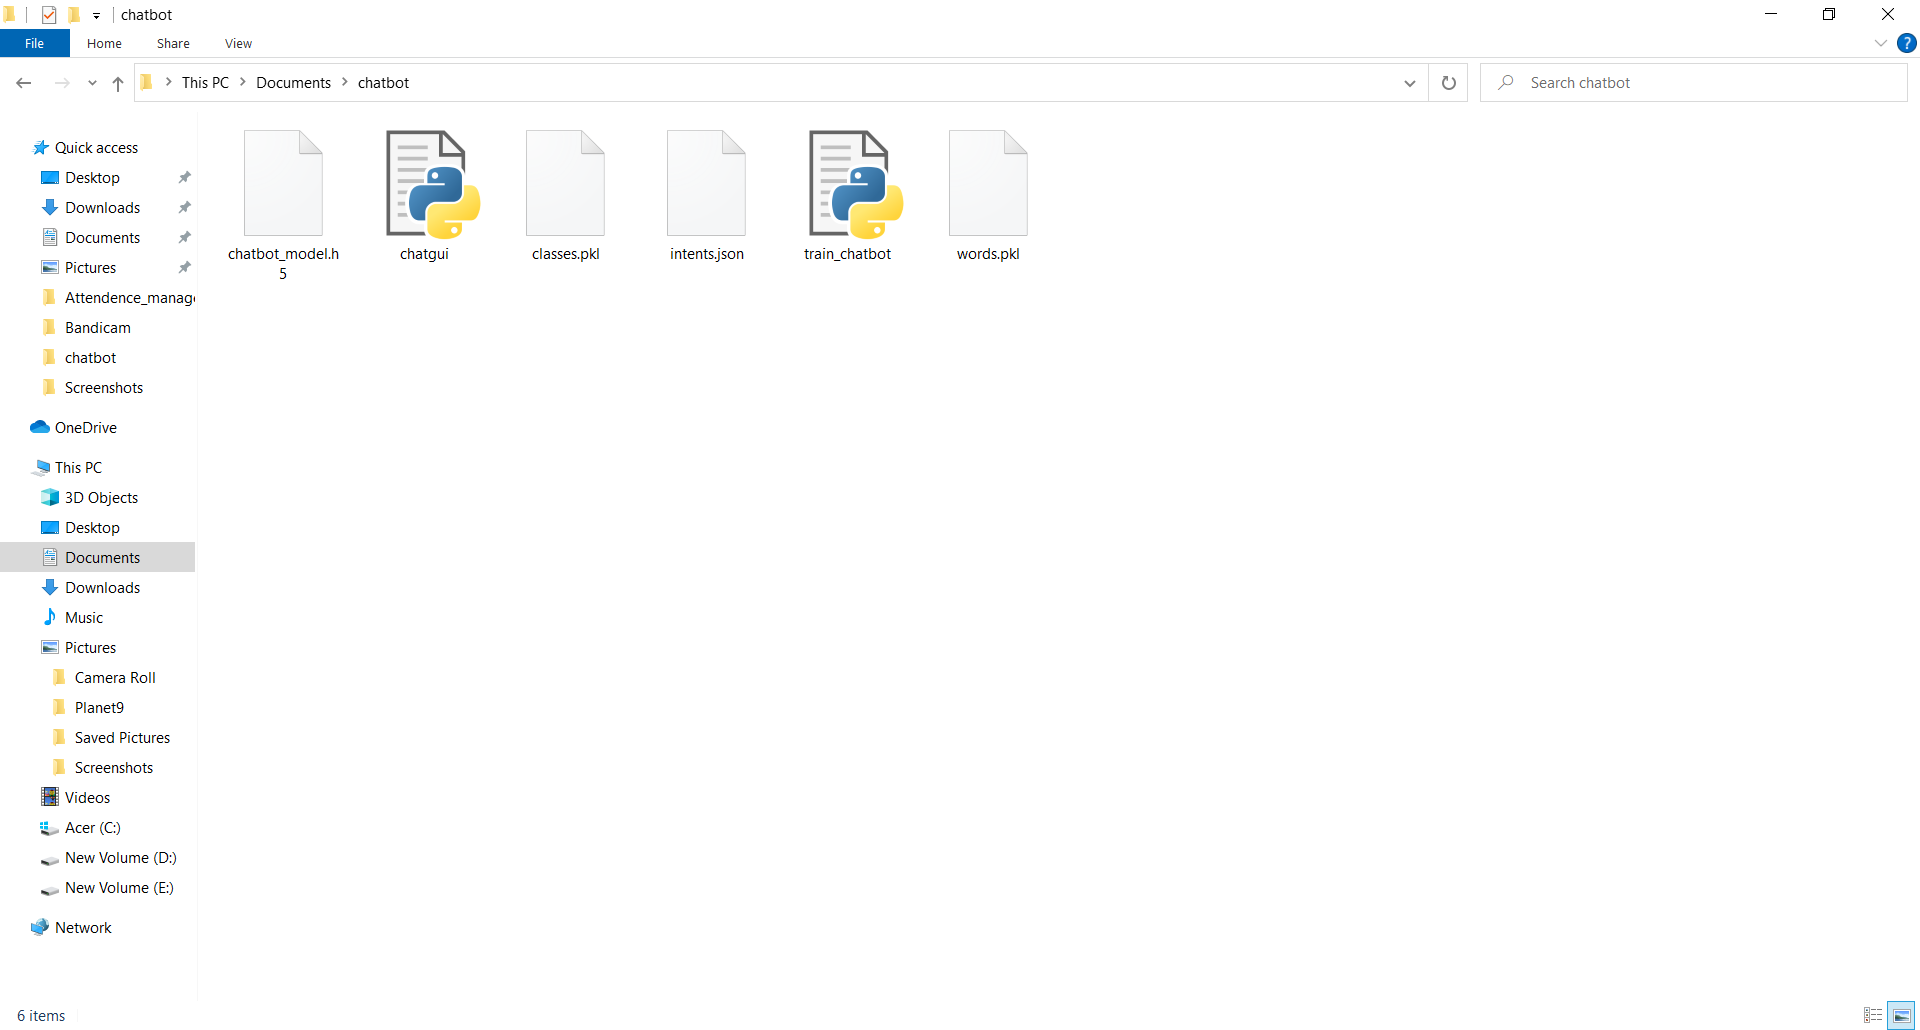 chatbot
File Home Share View
This PC Documents chatbot
Search chatbot
Quick access
Desktop
Downloads
Documents
Pictures
Attendence_manage
Bandicam
chatbot
Screenshots
OneDrive
This PC
3D Objects
Desktop
Documents
Downloads
Music
Pictures
Camera Roll
Planet9
Saved Pictures
Screenshots
Videos
Acer (C:)
New Volume (D:)
New Volume (E:)
Network
chatbot_model.h
5
chatgui
classes.pkl
intents.json
train_chatbot
words.pkl
6 items